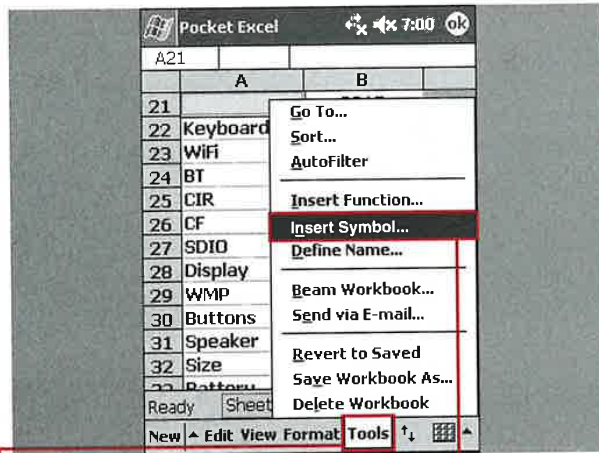 Pocket Excel 7:00 ok
A21
A B
21
22 Keyboard
23 WiFi
24 BT
25 CIR
26 CF
27 SDIO
28 Display
29 WMP
30 Buttons
31 Speaker
32 Size
Battery
Go To...
Sort...
AutoFilter
Insert Function...
Insert Symbol...
Define Name...
Beam Workbook...
Send via E-mail...
Revert to Saved
Save Workbook As...
Delete Workbook
Ready Sheet
New Edit View Format Tools